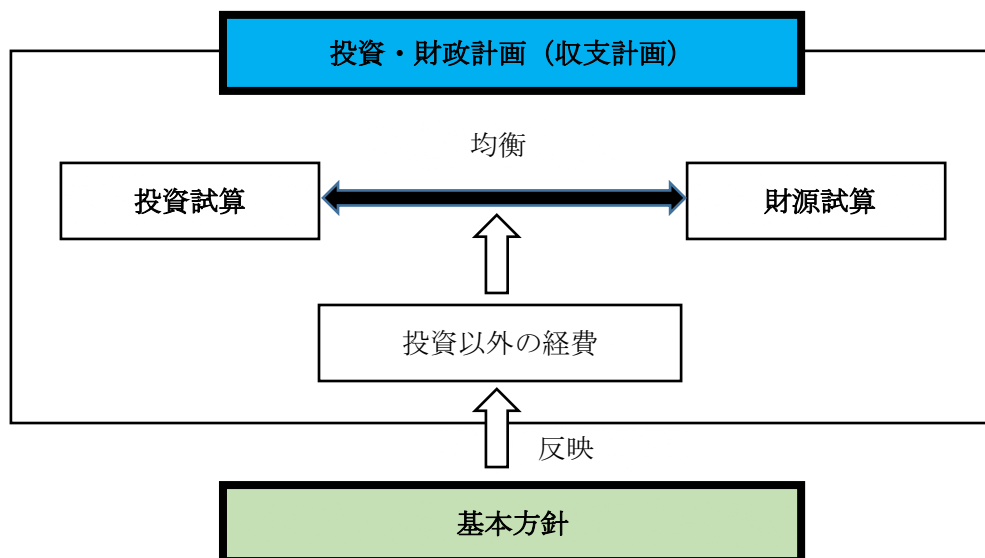 投資・財政計画（収支計画）
均衡
投資試算
財源試算
投資以外の経費
反映
基本方針